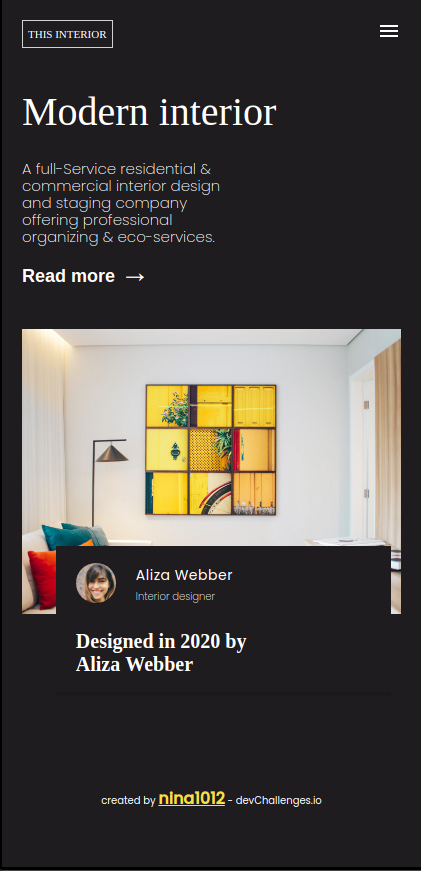 THIS INTERIOR
Modern interior
A full-Service residential &
commercial interior design
and staging company
offering professional
organizing & eco-services.
Read more →
Aliza Webber
Interior designer
Designed in 2020 by
Aliza Webber
created by nina1012 - devChallenges.io